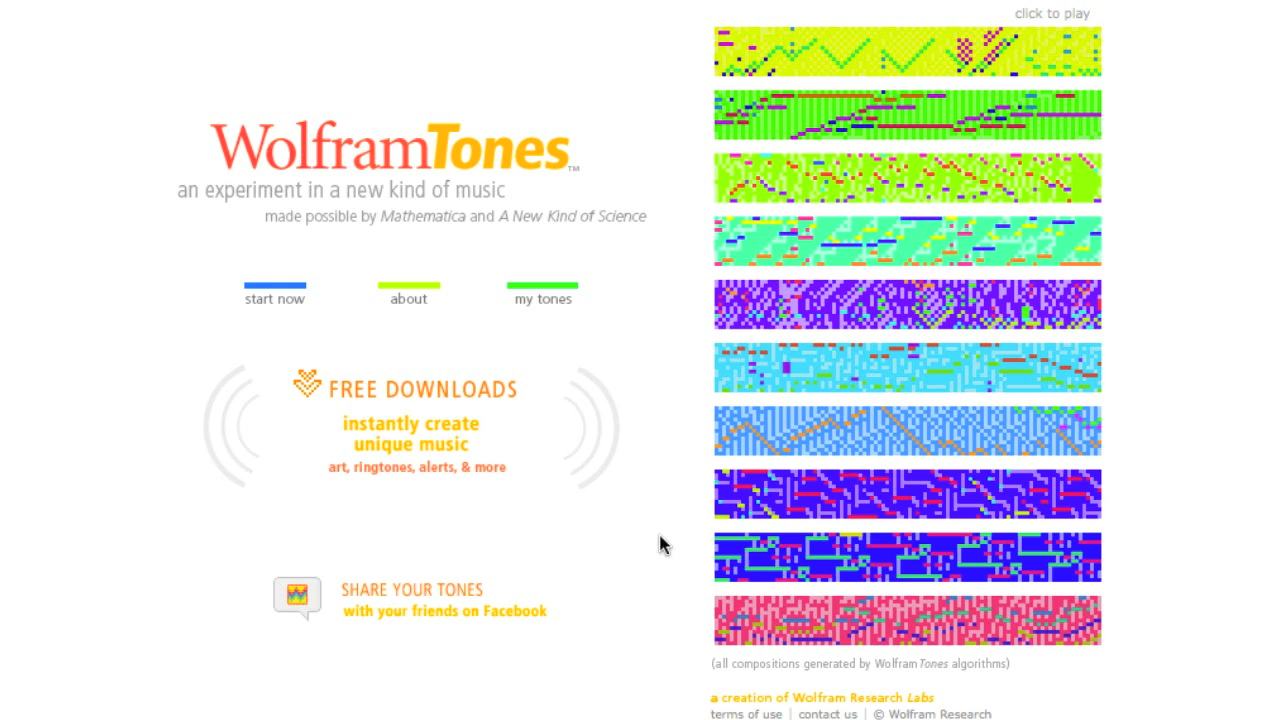 click to play
WolframTones™
an experiment in a new kind of music
made possible by Mathematica and A New Kind of Science
start now
about
my tones
FREE DOWNLOADS
instantly create
unique music
art, ringtones, alerts, & more
SHARE YOUR TONES
with your friends on Facebook
(all compositions generated by WolframTones algorithms)
a creation of Wolfram Research Labs
terms of use | contact us | © Wolfram Research